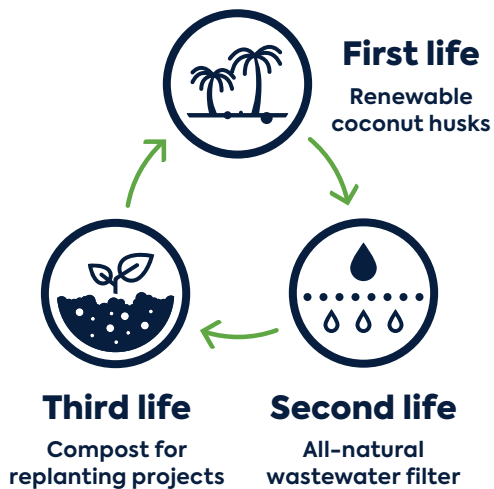 First life
Renewable
coconut husks
Third life
Compost for
replanting projects
Second life
All-natural
wastewater filter